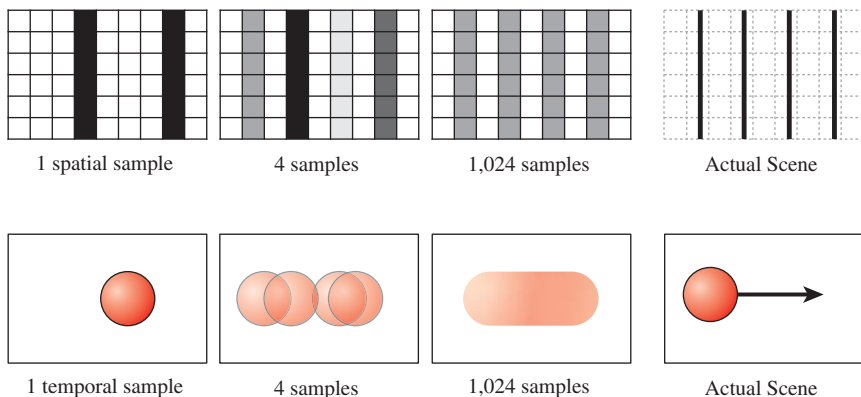 1 spatial sample
4 samples
1,024 samples
Actual Scene
1 temporal sample
4 samples
1,024 samples
Actual Scene